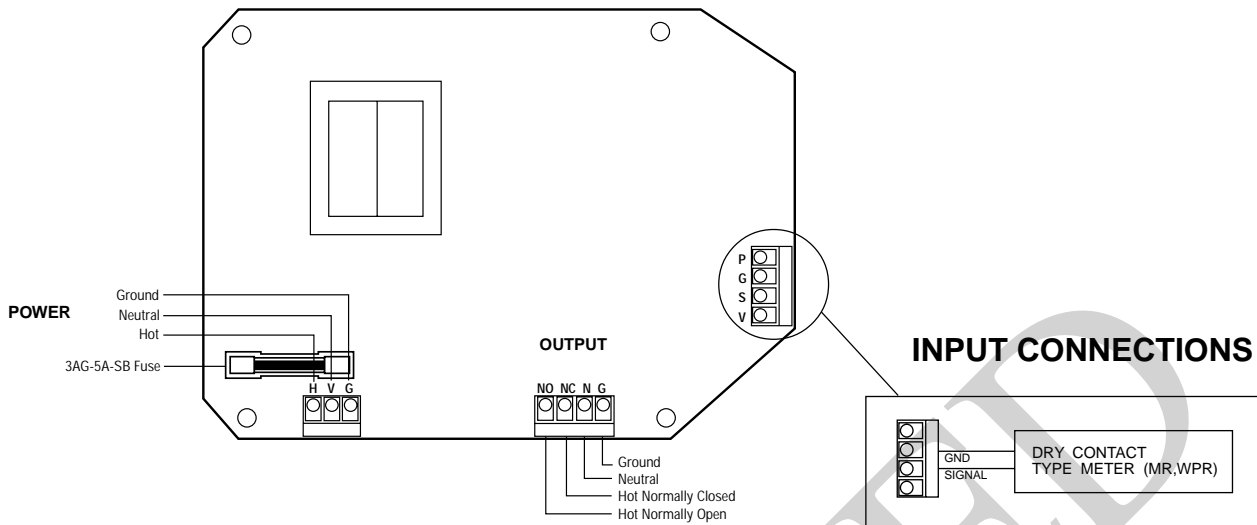 POWER
Ground
Neutral
Hot
3AG-5A-SB Fuse
H V G
OUTPUT
NO NC N G
Ground
Neutral
Hot Normally Closed
Hot Normally Open
P
G
S
V
INPUT CONNECTIONS
GND
SIGNAL
DRY CONTACT
TYPE METER (MR,WPR)